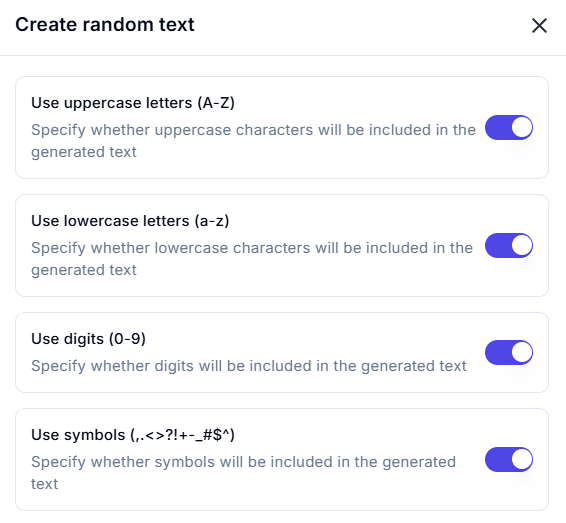 Create random text
Use uppercase letters (A-Z)
Specify whether uppercase characters will be included in the
generated text
Use lowercase letters (a-z)
Specify whether lowercase characters will be included in the
generated text
Use digits (0-9)
Specify whether digits will be included in the generated text
Use symbols (,.<>?!+-_#$^)
Specify whether symbols will be included in the generated
text